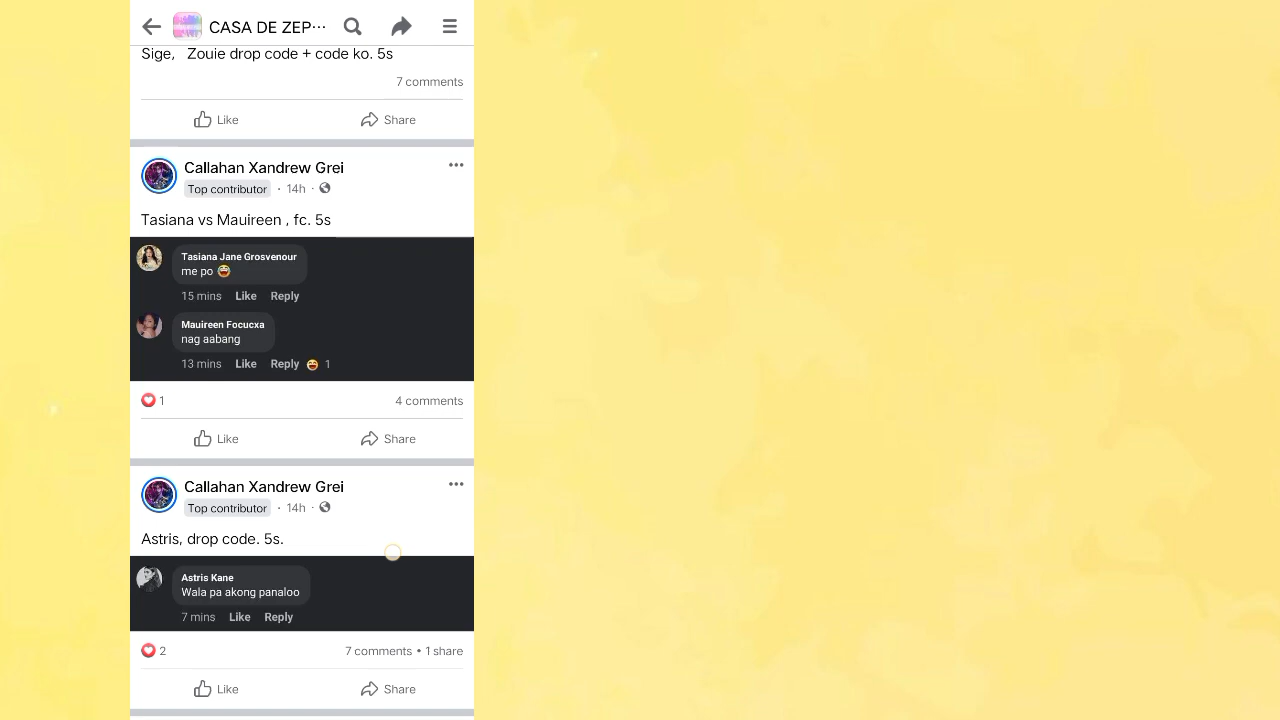 CASA DE ZEP···
Sige,   Zouie drop code + code ko. 5s
7 comments
Like
Share
Callahan Xandrew Grei
Top contributor · 14h ·
Tasiana vs Mauireen , fc. 5s
Tasiana Jane Grosvenour
me po 😂
15 mins Like Reply
Mauireen Focucxa
nag aabang
13 mins Like Reply 😆 1
1
4 comments
Like
Share
Callahan Xandrew Grei
Top contributor · 14h ·
Astris, drop code. 5s.
Astris Kane
Wala pa akong panaloo
7 mins Like Reply
2
7 comments • 1 share
Like
Share